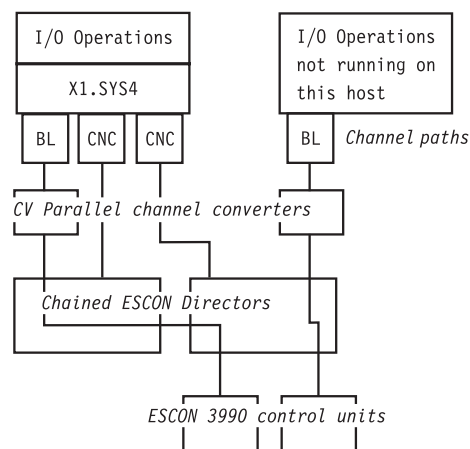 I/O Operations
X1.SYS4
BL CNC CNC
I/O Operations
not running on
this host
BL Channel paths
CV Parallel channel converters
Chained ESCON Directors
ESCON 3990 control units